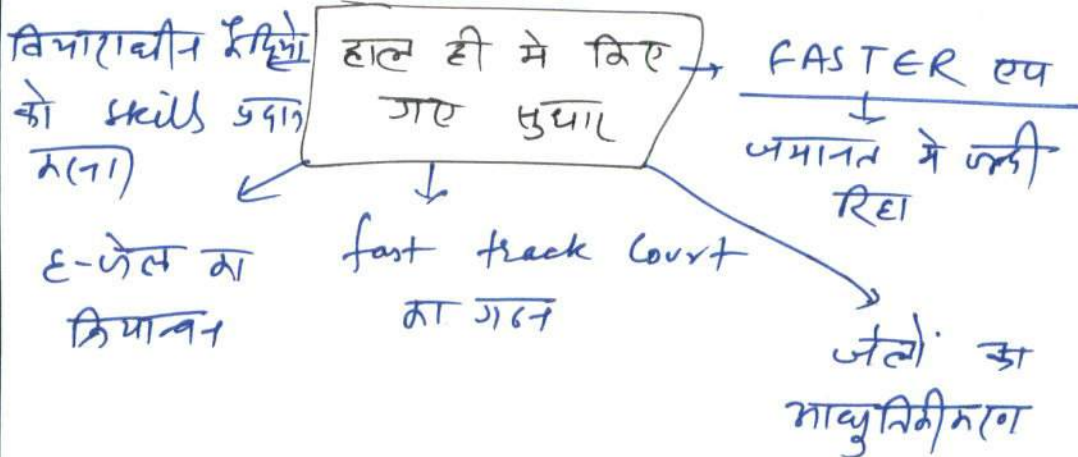 विचाराधीन कैदियों
को skills प्रदान
करना
हाल ही मे किए
गए सुधार
FASTER एप
जमानत मे जल्दी
रिहा
ई-जेल का
क्रियान्वन
fast track Court
का गठन
जेलों का
आधुनिकीकरण